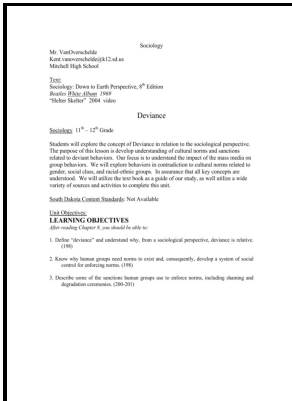 Sociology
Mr. VanOverschelde
Kent.vanoverschelde@k12.sd.us
Mitchell High School
Text:
Sociology: Down to Earth Perspective, 8th Edition
Beatles White Album 1969
"Helter Skelter" 2004 video
Deviance
Sociology: 11th – 12th Grade
Students will explore the concept of Deviance in relation to the sociological perspective.
The purpose of this lesson is develop understanding of cultural norms and sanctions
related to deviant behaviors. Our focus is to understand the impact of the mass media on
group behaviors. We will explore behaviors in contradiction to cultural norms related to
gender, social class, and racial-ethnic groups. In assurance that all key concepts are
understood. We will utilize the text book as a guide of our study, as well utilize a wide
variety of sources and activities to complete this unit.
South Dakota Content Standards: Not Available
Unit Objectives:
LEARNING OBJECTIVES
After reading Chapter 8, you should be able to:
1. Define "deviance" and understand why, from a sociological perspective, deviance is relative.
(198)
2. Know why human groups need norms to exist and, consequently, develop a system of social
control for enforcing norms. (198)
3. Describe some of the sanctions human groups use to enforce norms, including shaming and
degradation ceremonies. (200-201)